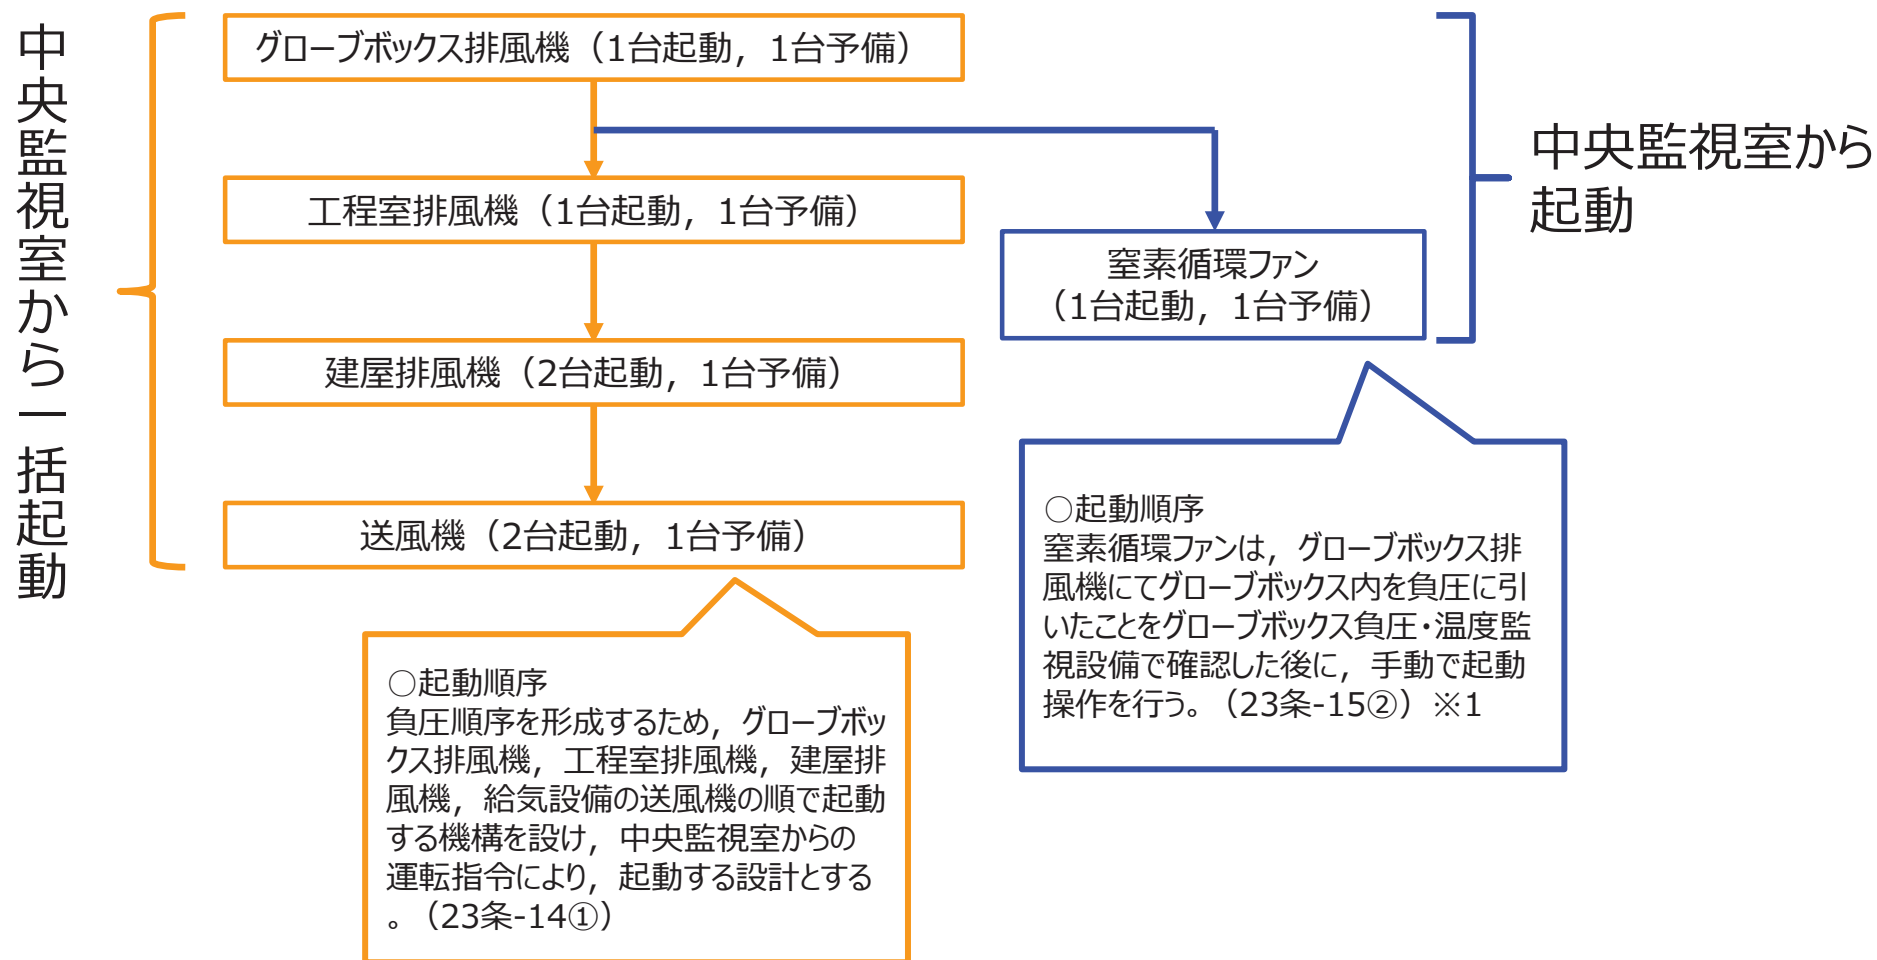 中央監視室から一括起動
グローブボックス排風機（1台起動，1台予備）
工程室排風機（1台起動，1台予備）
建屋排風機（2台起動，1台予備）
送風機（2台起動，1台予備）
窒素循環ファン
（1台起動，1台予備）
中央監視室から
起動
○起動順序
負圧順序を形成するため，グローブボッ
クス排風機，工程室排風機，建屋排
風機，給気設備の送風機の順で起動
する機構を設け，中央監視室からの
運転指令により，起動する設計とする
。（23条-14①）
○起動順序
窒素循環ファンは，グローブボックス排
風機にてグローブボックス内を負圧に引
いたことをグローブボックス負圧・温度監
視設備で確認した後に，手動で起動
操作を行う。（23条-15②）※1